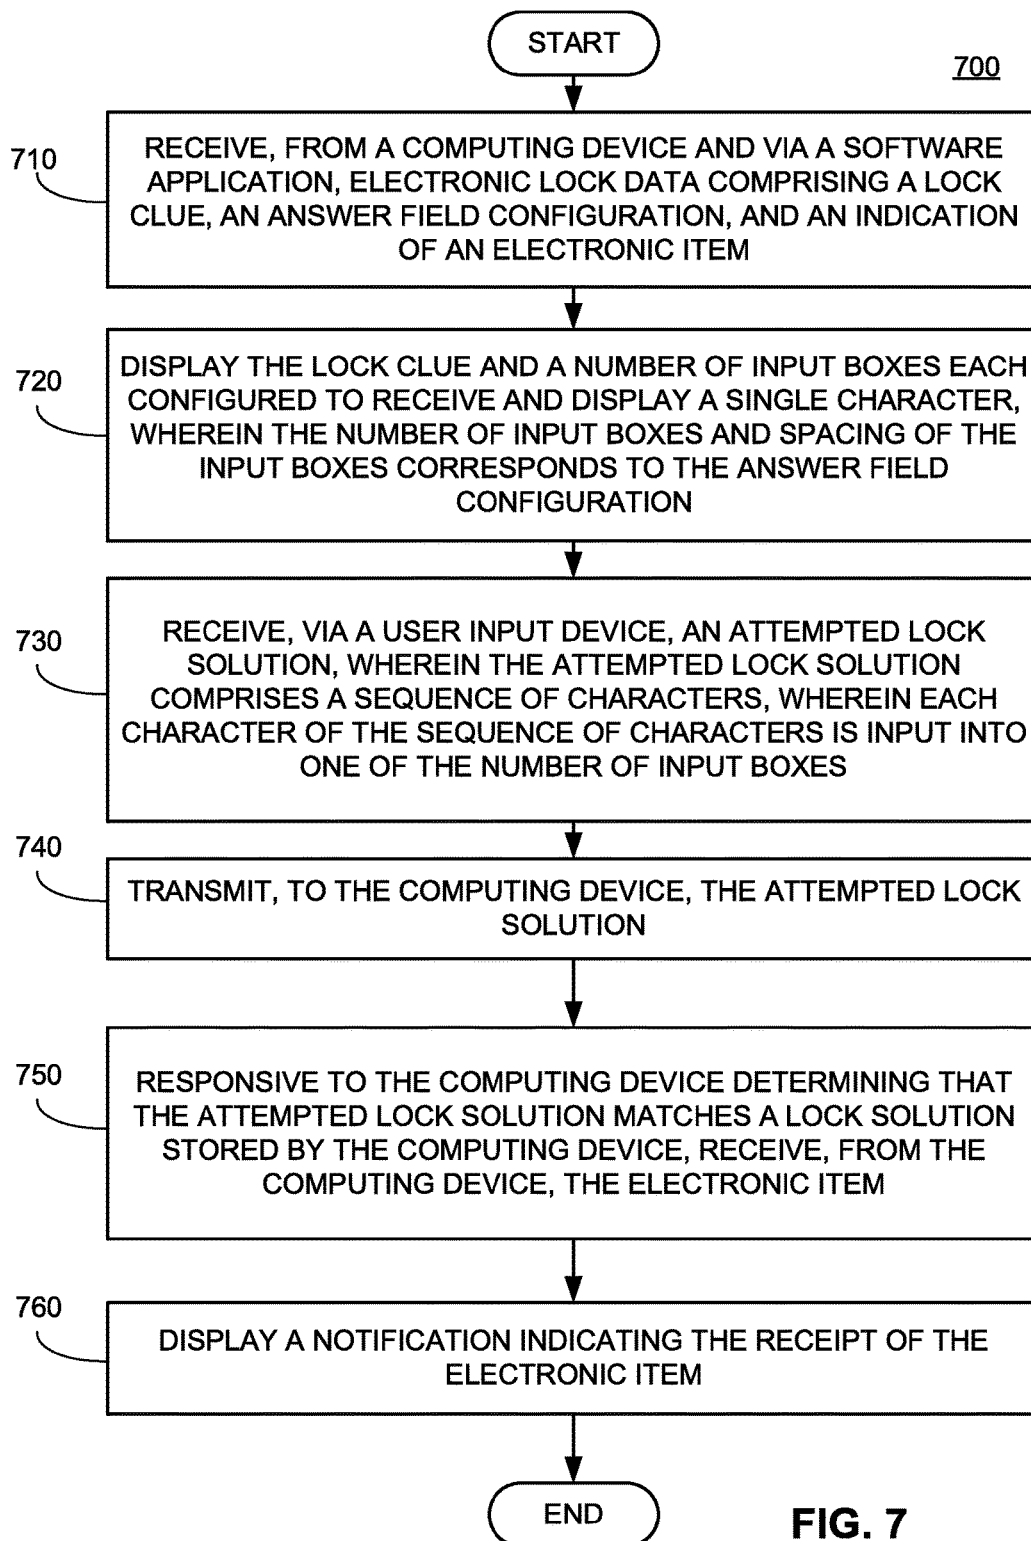 START
700
710
RECEIVE, FROM A COMPUTING DEVICE AND VIA A SOFTWARE
APPLICATION, ELECTRONIC LOCK DATA COMPRISING A LOCK
CLUE, AN ANSWER FIELD CONFIGURATION, AND AN INDICATION
OF AN ELECTRONIC ITEM
720
DISPLAY THE LOCK CLUE AND A NUMBER OF INPUT BOXES EACH
CONFIGURED TO RECEIVE AND DISPLAY A SINGLE CHARACTER,
WHEREIN THE NUMBER OF INPUT BOXES AND SPACING OF THE
INPUT BOXES CORRESPONDS TO THE ANSWER FIELD
CONFIGURATION
730
RECEIVE, VIA A USER INPUT DEVICE, AN ATTEMPTED LOCK
SOLUTION, WHEREIN THE ATTEMPTED LOCK SOLUTION
COMPRISES A SEQUENCE OF CHARACTERS, WHEREIN EACH
CHARACTER OF THE SEQUENCE OF CHARACTERS IS INPUT INTO
ONE OF THE NUMBER OF INPUT BOXES
740
TRANSMIT, TO THE COMPUTING DEVICE, THE ATTEMPTED LOCK
SOLUTION
750
RESPONSIVE TO THE COMPUTING DEVICE DETERMINING THAT
THE ATTEMPTED LOCK SOLUTION MATCHES A LOCK SOLUTION
STORED BY THE COMPUTING DEVICE, RECEIVE, FROM THE
COMPUTING DEVICE, THE ELECTRONIC ITEM
760
DISPLAY A NOTIFICATION INDICATING THE RECEIPT OF THE
ELECTRONIC ITEM
END
FIG. 7